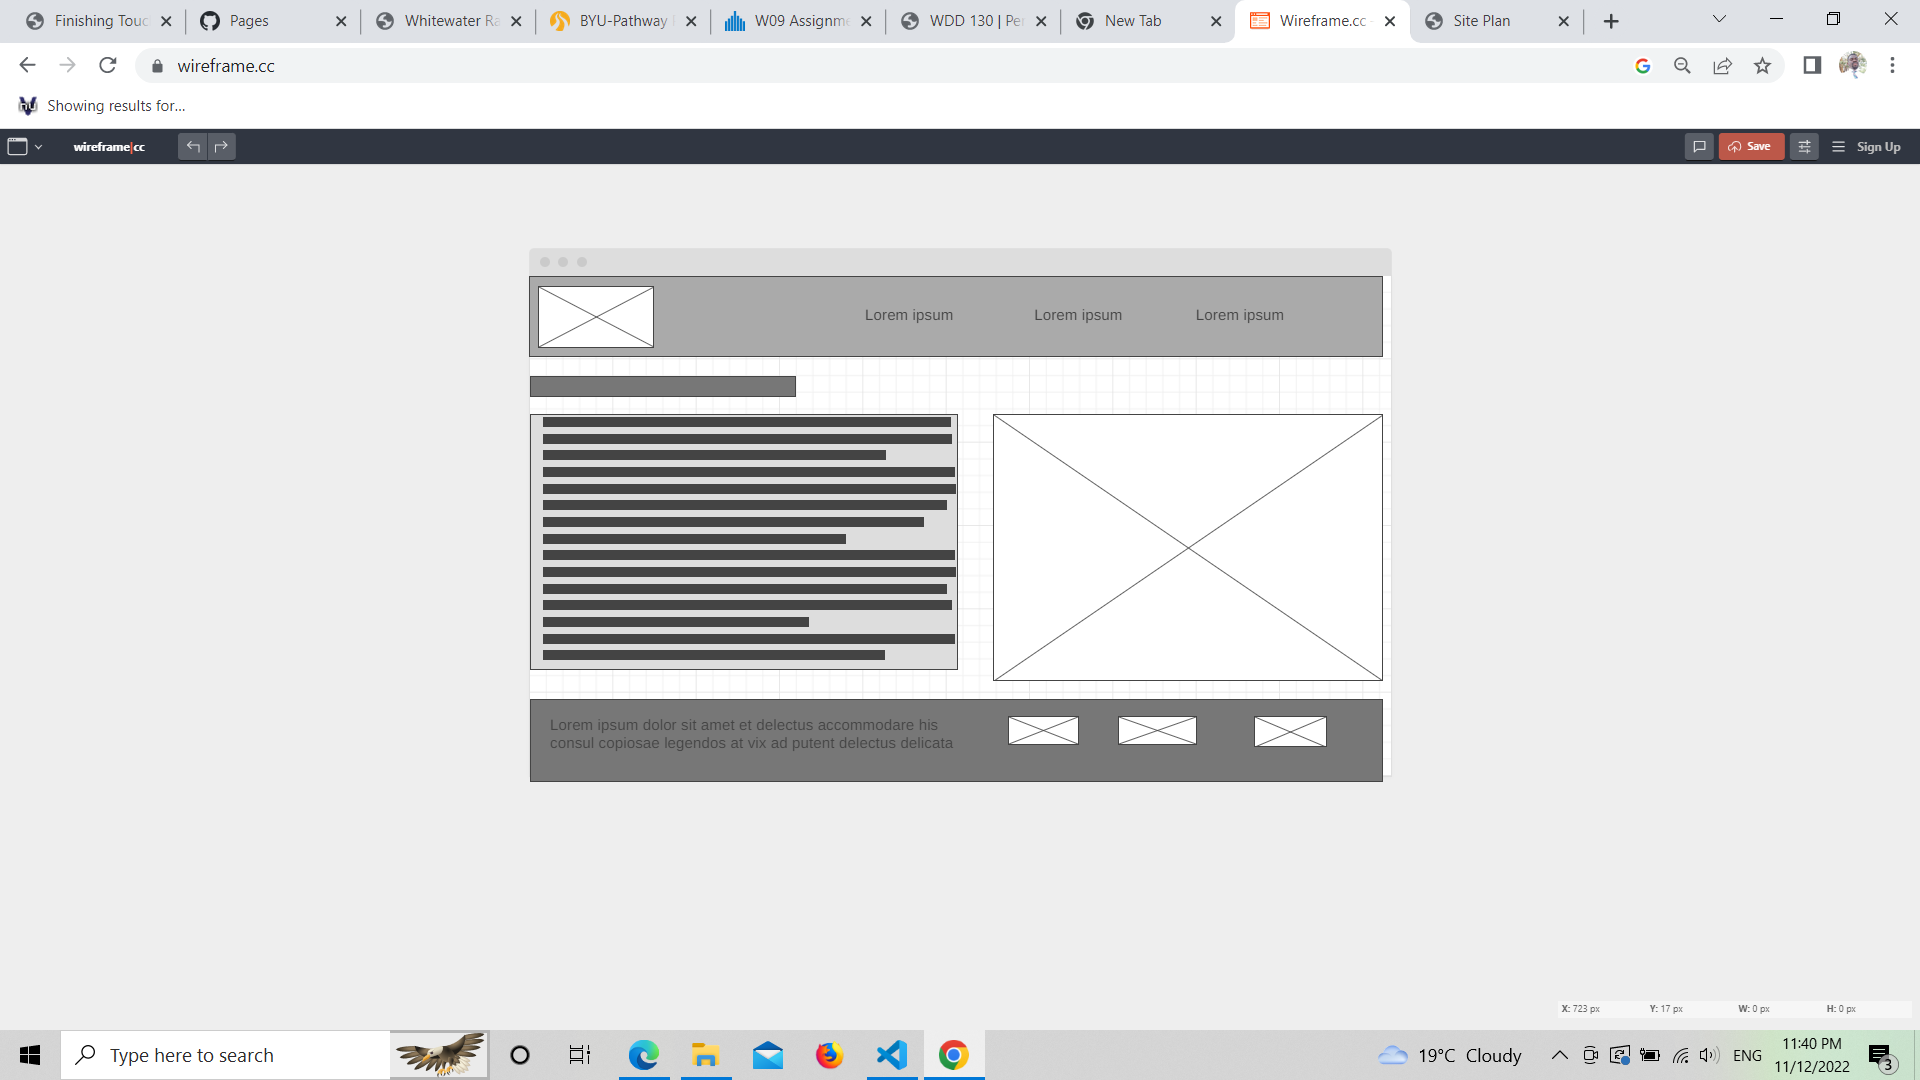 Finishing Touc
Pages
Whitewater Ra
BYU-Pathway
W09 Assignme
WDD 130 | Per
New Tab
Wireframe.cc
Site Plan
wireframe.cc
Showing results for...
wireframe|cc
Save
Sign Up
Lorem ipsum
Lorem ipsum
Lorem ipsum
Lorem ipsum dolor sit amet et delectus accommodare his
consul copiosae legendos at vix ad putent delectus delicata
X: 723 px
Y: 17 px
W: 0 px
H: 0 px
Type here to search
19°C Cloudy
ENG
11:40 PM
11/12/2022
3